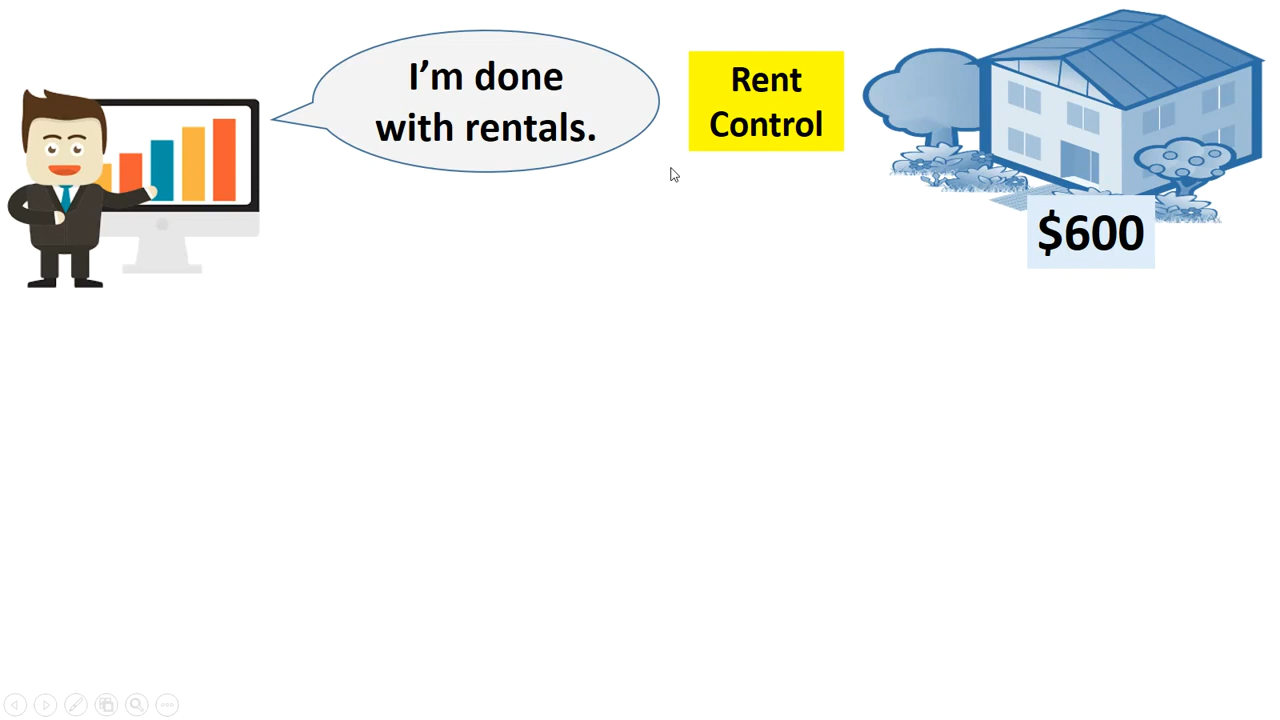 I’m done
with rentals.
Rent
Control
$600